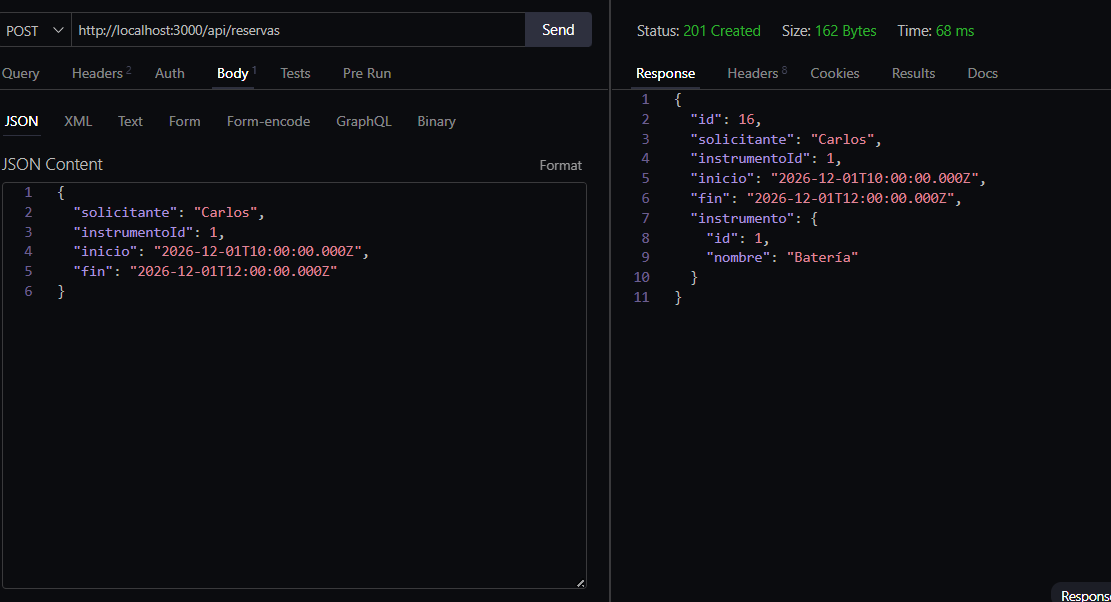 POST http://localhost:3000/api/reservas Send
Query Headers 2 Auth Body 1 Tests Pre Run
JSON XML Text Form Form-encode GraphQL Binary
JSON Content Format
1 {
2 "solicitante": "Carlos",
3 "instrumentoId": 1,
4 "inicio": "2026-12-01T10:00:00.000Z",
5 "fin": "2026-12-01T12:00:00.000Z"
6 }
Status: 201 Created Size: 162 Bytes Time: 68 ms
Response Headers 8 Cookies Results Docs
1 {
2 "id": 16,
3 "solicitante": "Carlos",
4 "instrumentoId": 1,
5 "inicio": "2026-12-01T10:00:00.000Z",
6 "fin": "2026-12-01T12:00:00.000Z",
7 "instrumento": {
8 "id": 1,
9 "nombre": "Batería"
10 }
11 }
Respons